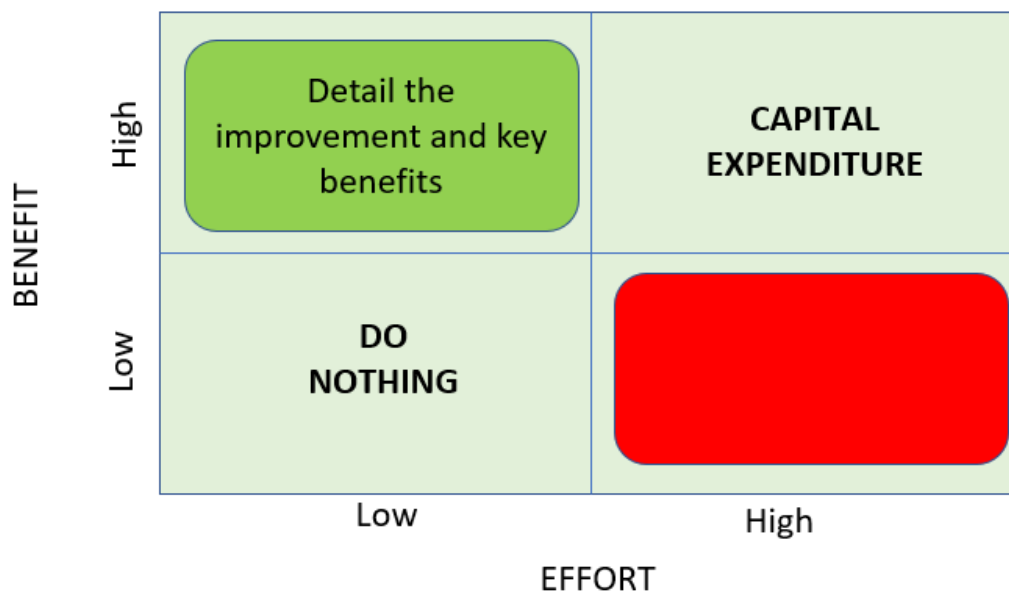 BENEFIT
High
Detail the
improvement and key
benefits
CAPITAL
EXPENDITURE
Low
DO
NOTHING
Low
High
EFFORT